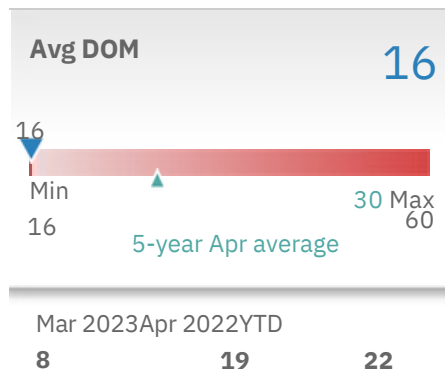 Avg DOM 16
16
Min 30 Max
16 60
5-year Apr average
Mar 2023Apr 2022YTD
8 19 22